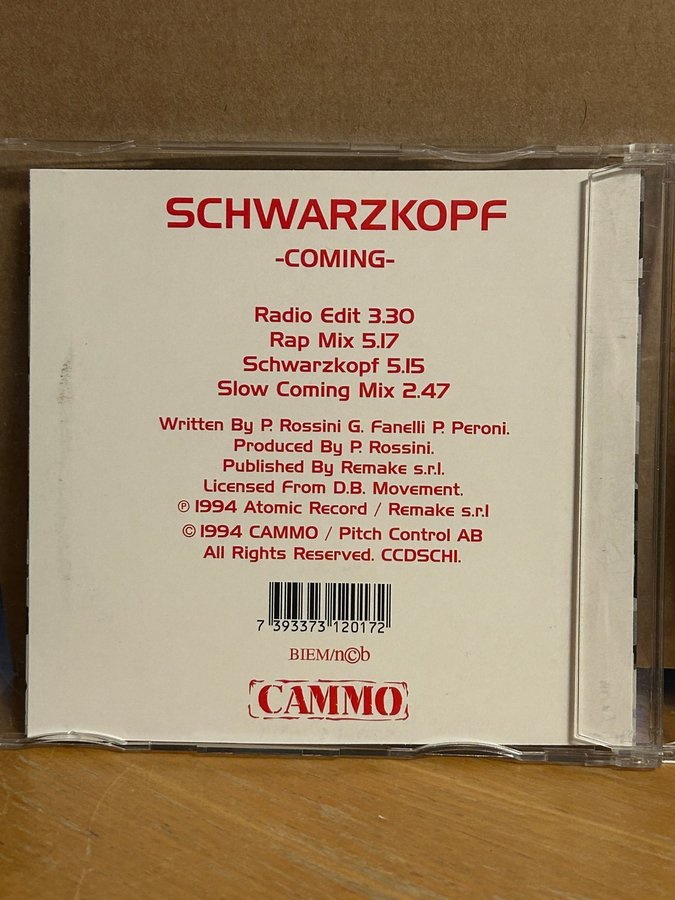 SCHWARZKOPF
-COMING-
Radio Edit 3.30
Rap Mix 5.17
Schwarzkopf 5.15
Slow Coming Mix 2.47
Written By P. Rossini G. Fanelli P. Peroni.
Produced By P. Rossini.
Published By Remake s.r.l.
Licensed From D.B. Movement.
℗ 1994 Atomic Record / Remake s.r.l
© 1994 CAMMO / Pitch Control AB
All Rights Reserved. CCDSCH1.
7 393373 120172
BIEM/n©b
CAMMO